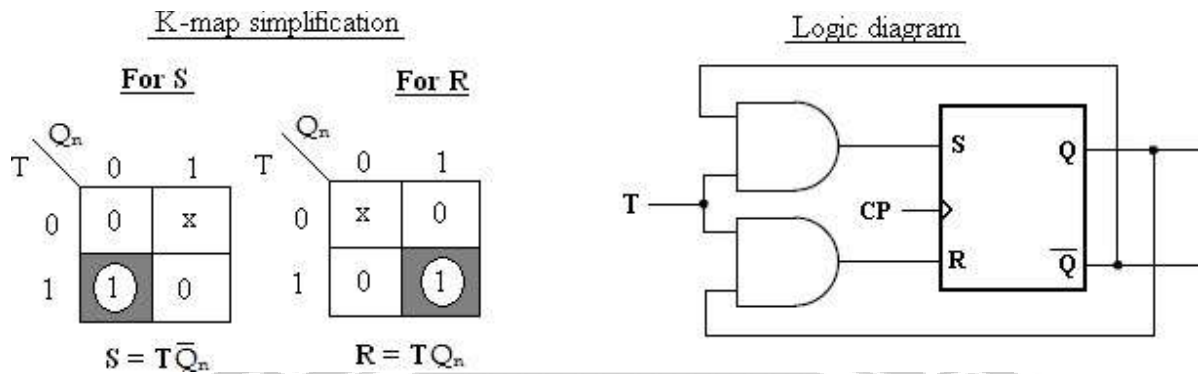 K-map simplification
For S
Qn
T
0 1
0 0 x
1 1 0
S = TQ̅n
For R
Qn
T
0 1
0 x 0
1 0 1
R = TQn
Logic diagram
T
CP
S
R
Q
Q̅